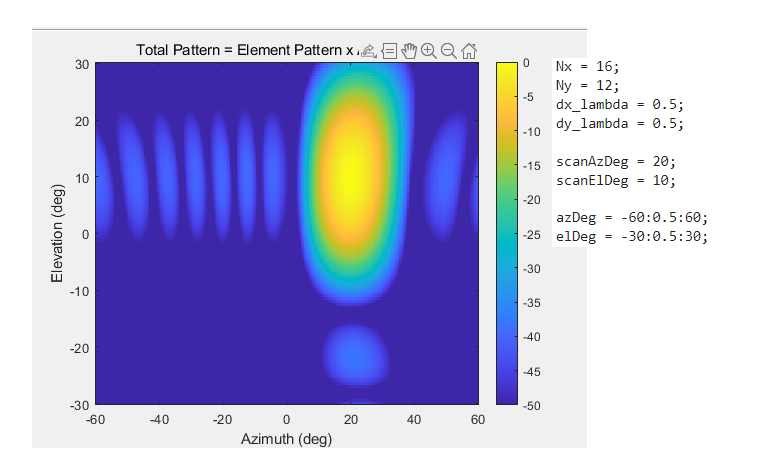 Total Pattern = Element Pattern x
30
20
10
0
-10
-20
-30
-60
-40
-20
0
20
40
60
Elevation (deg)
Azimuth (deg)
0
-5
-10
-15
-20
-25
-30
-35
-40
-45
-50
Nx = 16;
Ny = 12;
dx_lambda = 0.5;
dy_lambda = 0.5;
scanAzDeg = 20;
scanElDeg = 10;
azDeg = -60:0.5:60;
elDeg = -30:0.5:30;